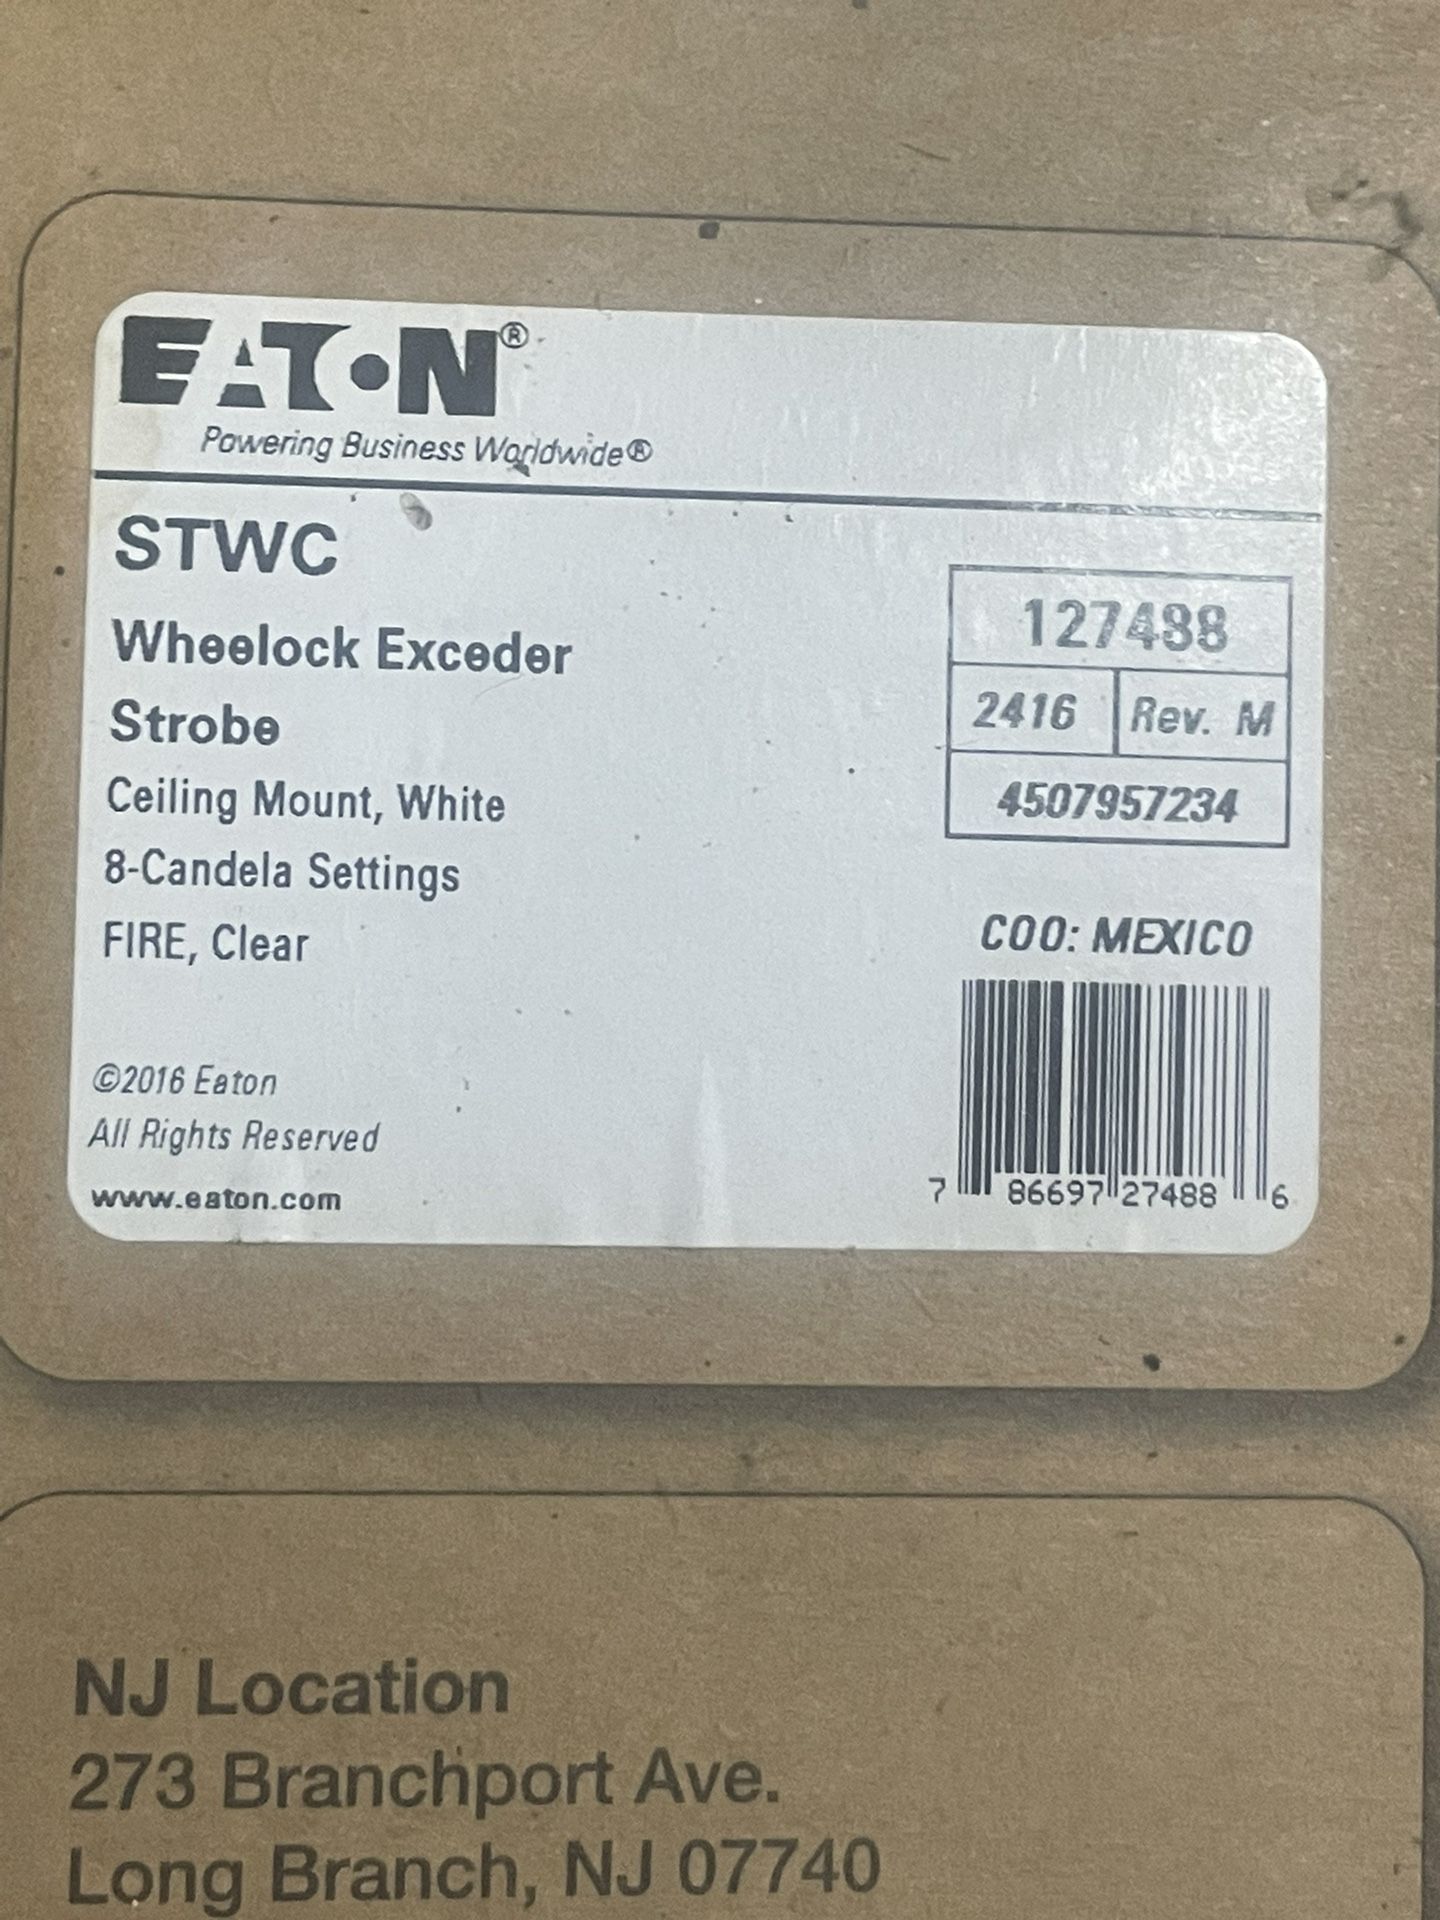 EATON®
Powering Business Worldwide®
STWC
Wheelock Exceder
Strobe
Ceiling Mount, White
8-Candela Settings
FIRE, Clear
©2016 Eaton
All Rights Reserved
www.eaton.com
127488
2416 Rev. M
4507957234
COO: MEXICO
7 86697 27488 6
NJ Location
273 Branchport Ave.
Long Branch, NJ 07740